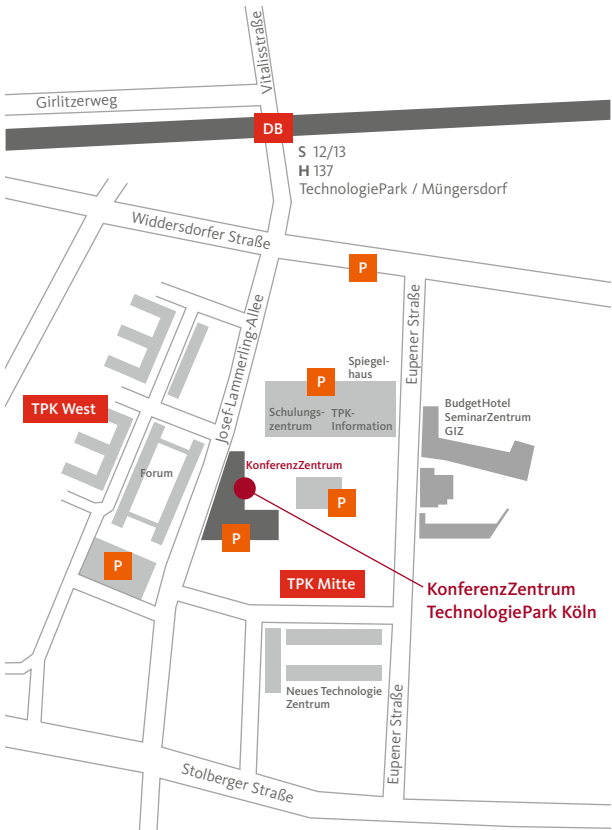 Vitalisstraße
Girlitzerweg
DB
S 12/13
H 137
TechnologiePark / Müngersdorf
Widdersdorfer Straße
P
Eupener Straße
Josef-Lammerling-Allee
Spiegel-
haus
P
Schulungs-
zentrum
TPK-
Information
TPK West
BudgetHotel
SeminarZentrum
GIZ
Forum
KonferenzZentrum
P
P
P
TPK Mitte
KonferenzZentrum
TechnologiePark Köln
Neues Technologie
Zentrum
Eupener Straße
Stolberger Straße